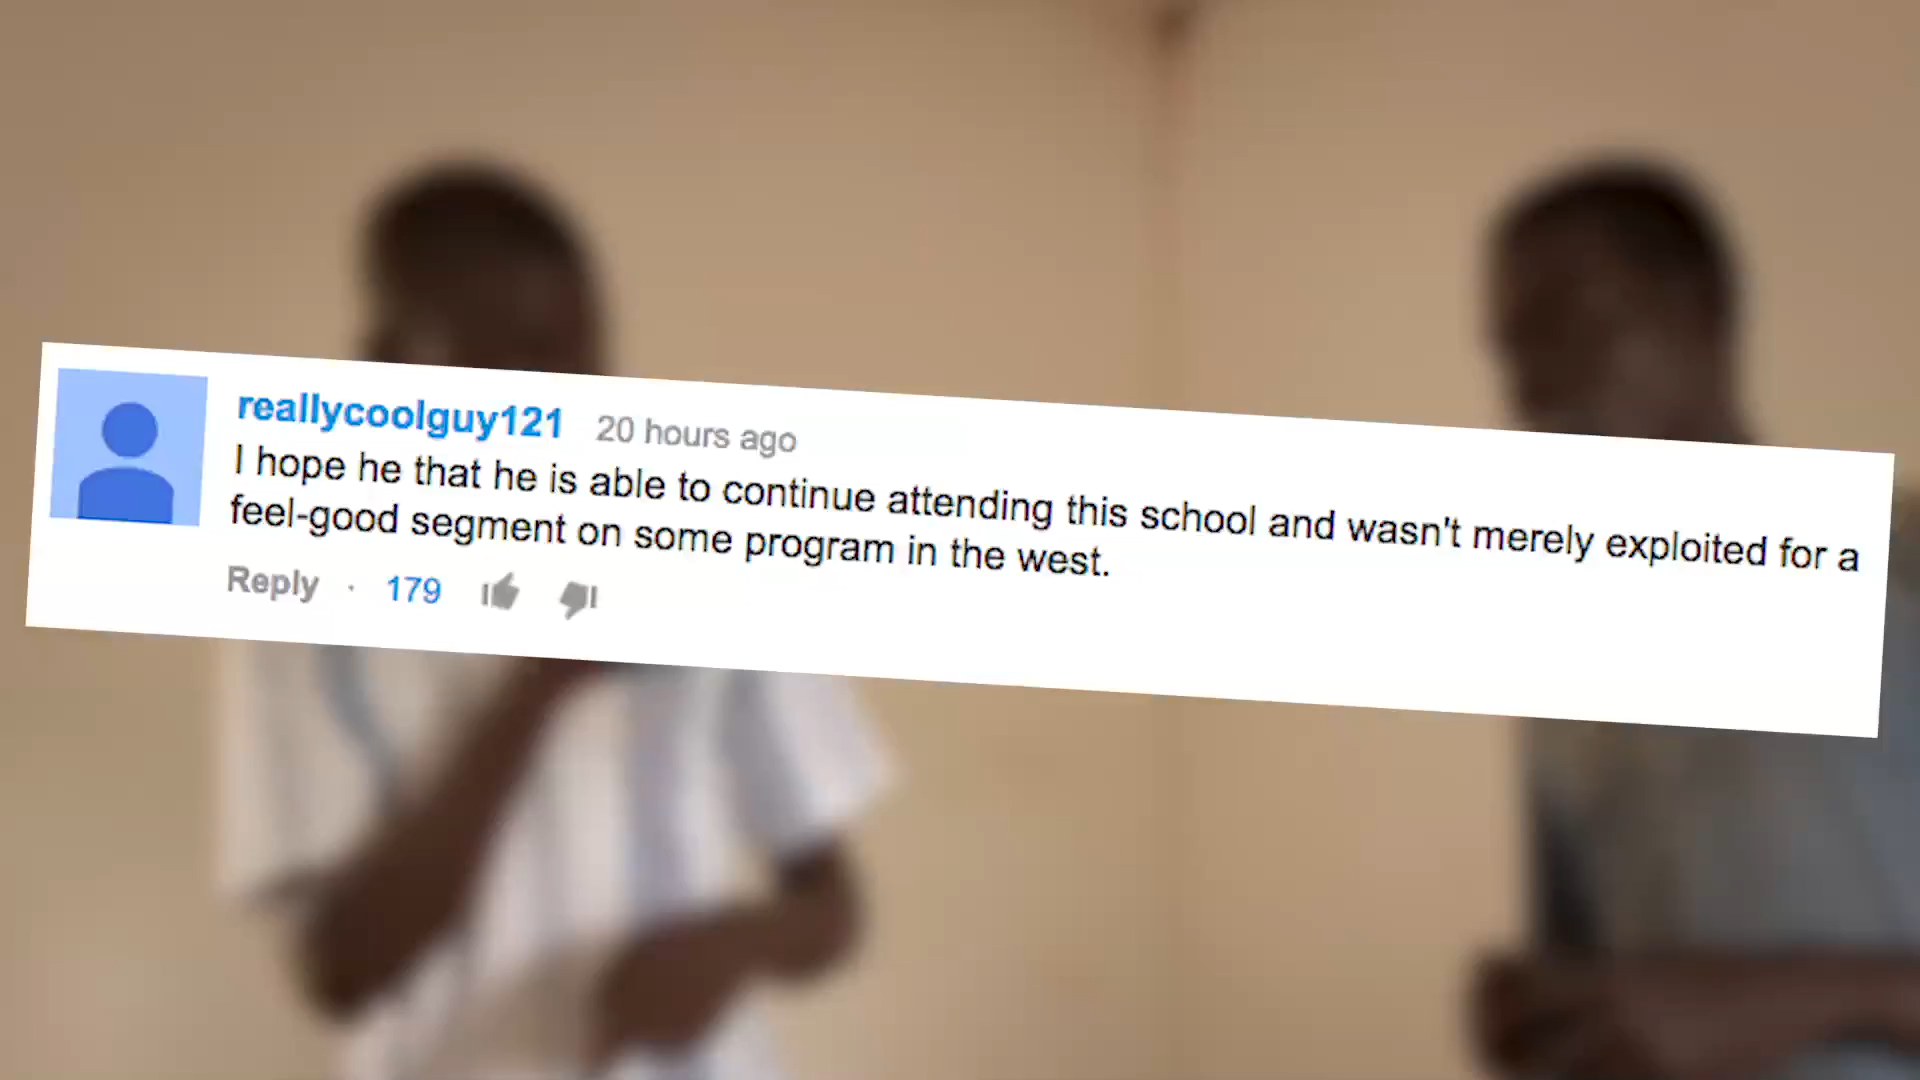 reallycoolguy121 20 hours ago
I hope he that he is able to continue attending this school and wasn't merely exploited for a
feel-good segment on some program in the west.
Reply · 179